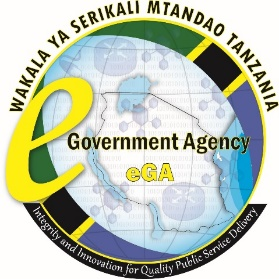 WAKALA YA SERIKALI MTANDAO TANZANIA
e
Government Agency
eGA
Integrity and Innovation for Quality Public Service Delivery